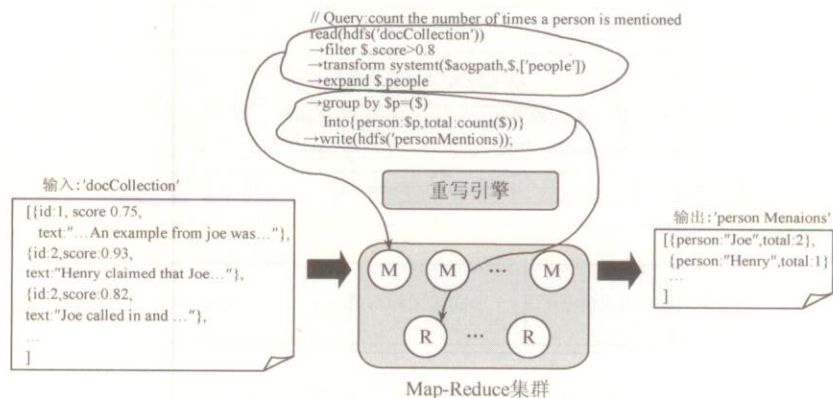 // Query:count the number of times a person is mentioned
read(hdfs('docCollection'))
→filter $.score>0.8
→transform systemt($aogpath,$,['people'])
→expand $.people
→group by $p=($)
Into{person:$p,total:count($))}
→write(hdfs('personMentions));
重写引擎
输入:'docCollection'
[{id:1, score 0.75,
text:"…An example from joe was…"},
{id:2,score:0.93,
text:"Henry claimed that Joe…"},
{id:2,score:0.82,
text:"Joe called in and …"},
…
]
M M … M
R … R
Map-Reduce集群
输出:'person Menaions'
[{person:"Joe",total:2},
{person:"Henry",total:1}
…
]